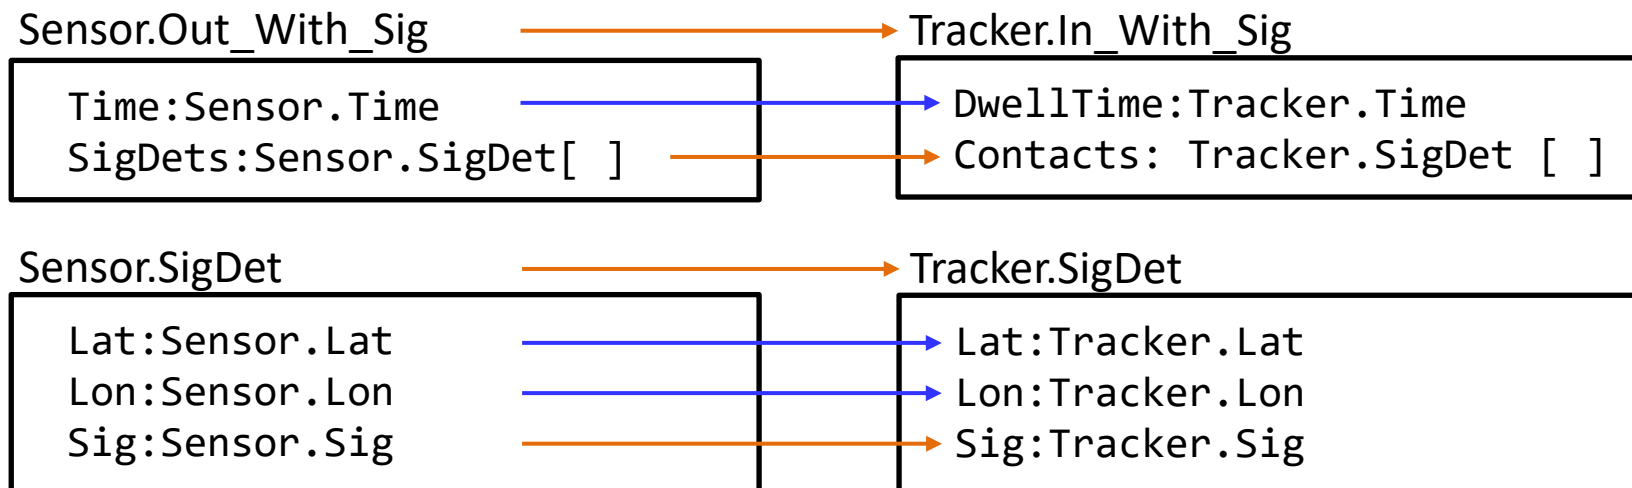 Sensor.Out_With_Sig
Tracker.In_With_Sig
Time:Sensor.Time
SigDets:Sensor.SigDet[ ]
DwellTime:Tracker.Time
Contacts: Tracker.SigDet [ ]
Sensor.SigDet
Tracker.SigDet
Lat:Sensor.Lat
Lon:Sensor.Lon
Sig:Sensor.Sig
Lat:Tracker.Lat
Lon:Tracker.Lon
Sig:Tracker.Sig